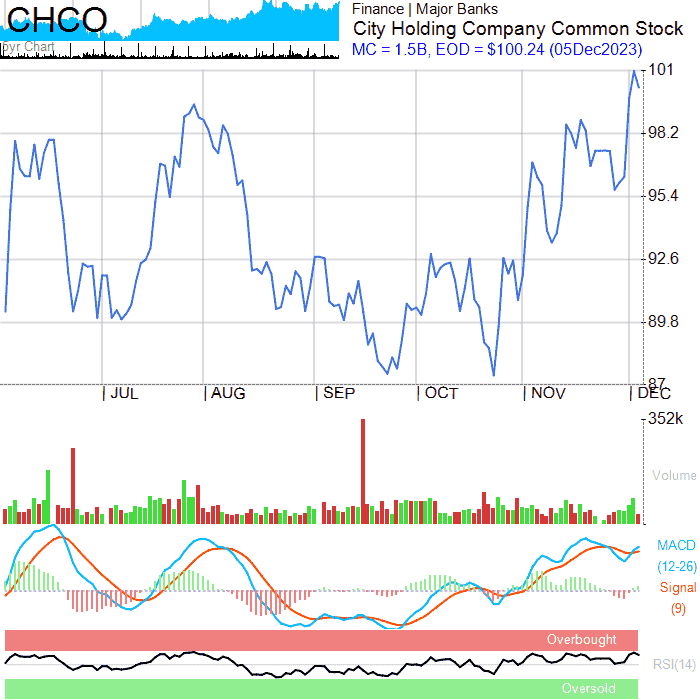 CHCO
5yr Chart
Finance | Major Banks
City Holding Company Common Stock
MC = 1.5B, EOD = $100.24 (05Dec2023)
101
98.2
95.4
92.6
89.8
87
JUL AUG SEP OCT NOV DEC
352k
Volume
MACD
(12-26)
Signal
(9)
Overbought
RSI(14)
Oversold